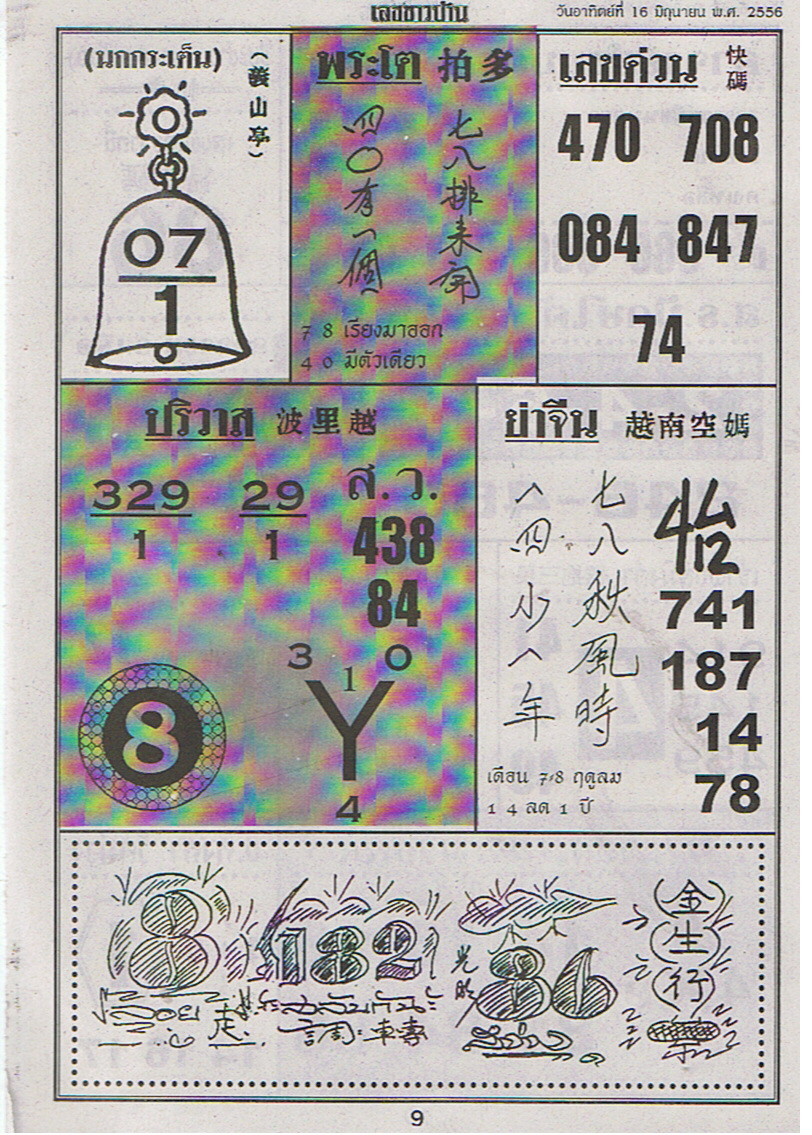 เลขชาวบ้าน
วันอาทิตย์ที่ 16 มิถุนายน พ.ศ. 2556
(นกกระเต็น)
07
1
พระโต 拍多
七八排来
四〇有一個
7 8 เรียงมาออก
4 0 มีตัวเดียว
เลขด่วน 快碼
470 708
084 847
74
ปริวาส 波里越
329 29 ส.ว.
1 1 438
84
8
3 0
1
Y
4
ย่าจีน 越南空媽
七八秋風時
八四少一年
412
741
187
14
78
เดือน 7-8 ฤดูลม
1 4 ลด 1 ปี
8 182 86
金
生
行
9